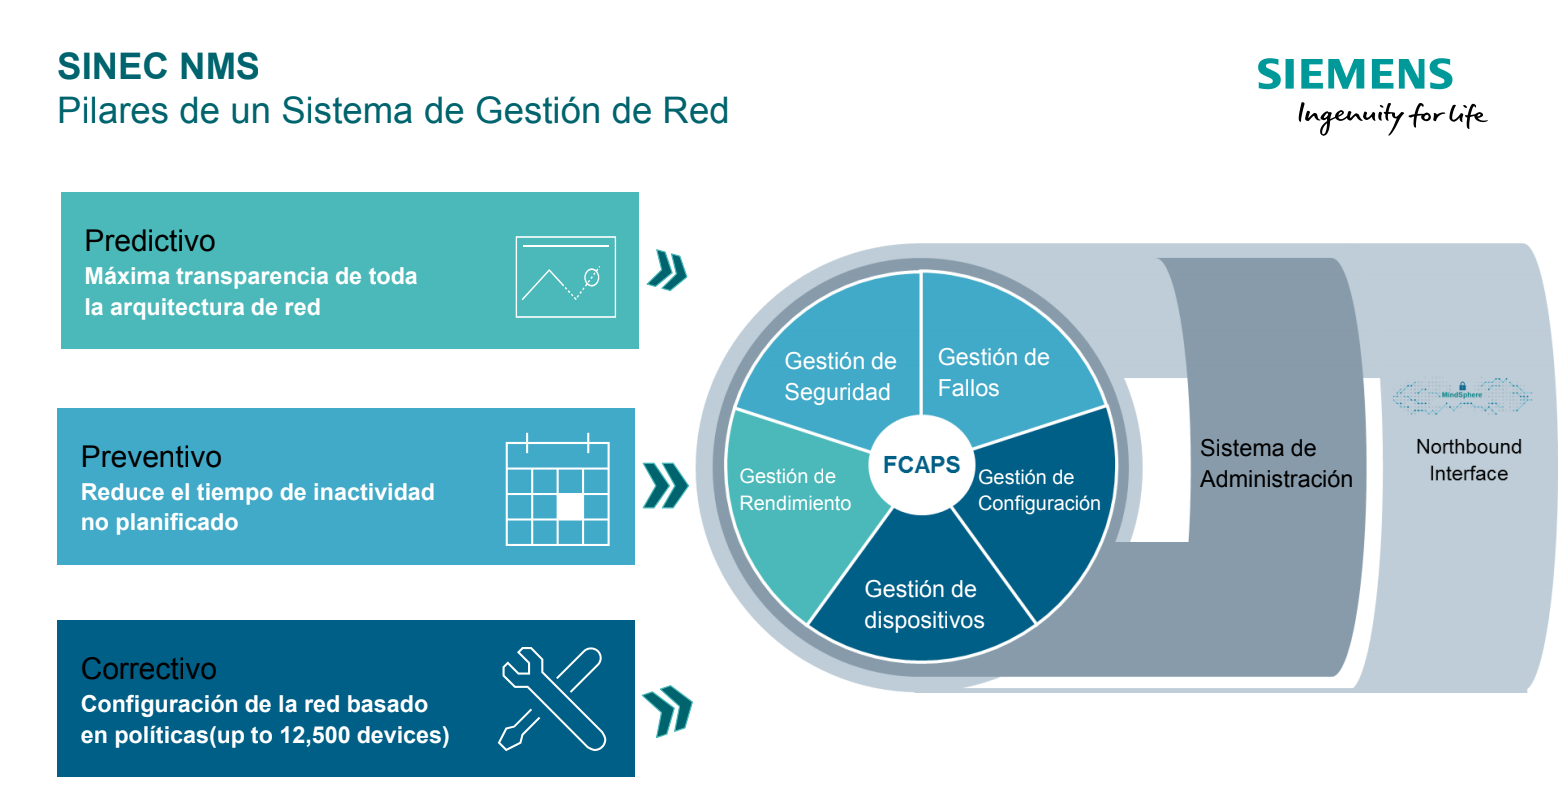 SINEC NMS
Pilares de un Sistema de Gestión de Red
SIEMENS
Ingenuity for life
Predictivo
Máxima transparencia de toda
la arquitectura de red
Preventivo
Reduce el tiempo de inactividad
no planificado
Correctivo
Configuración de la red basado
en políticas(up to 12,500 devices)
Gestión de
Seguridad
Gestión de
Fallos
Gestión de
Rendimiento
FCAPS
Gestión de
Configuración
Gestión de
dispositivos
Sistema de
Administración
MindSphere
Northbound
Interface